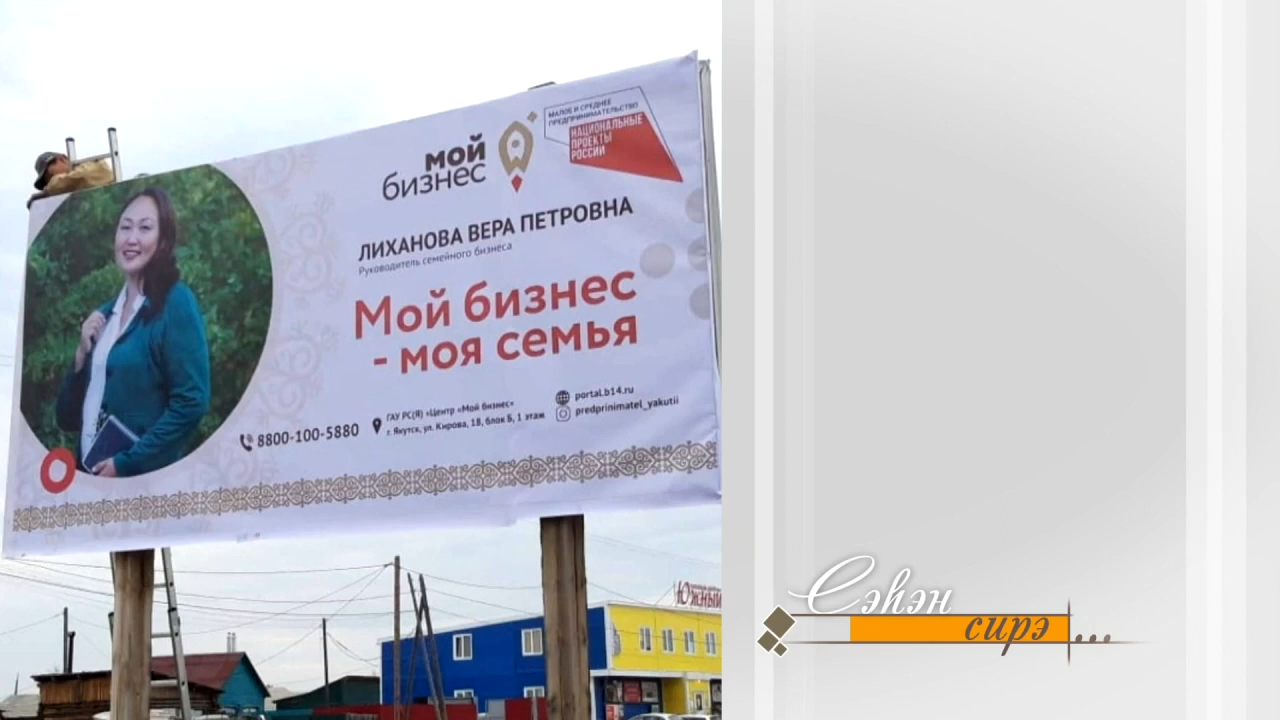 мой
бизнес
МАЛОЕ И СРЕДНЕЕ
ПРЕДПРИНИМАТЕЛЬСТВО
НАЦИОНАЛЬНЫЕ
ПРОЕКТЫ
РОССИИ
ЛИХАНОВА ВЕРА ПЕТРОВНА
Руководитель семейного бизнеса
Мой бизнес
- моя семья
8800-100-5880
ГАУ РС(Я) «Центр «Мой бизнес»
г. Якутск, ул. Кирова, 18, блок Б, 1 этаж
portal.b14.ru
predprinimatel_yakutii
Южный
Сэһэн
сирэ...